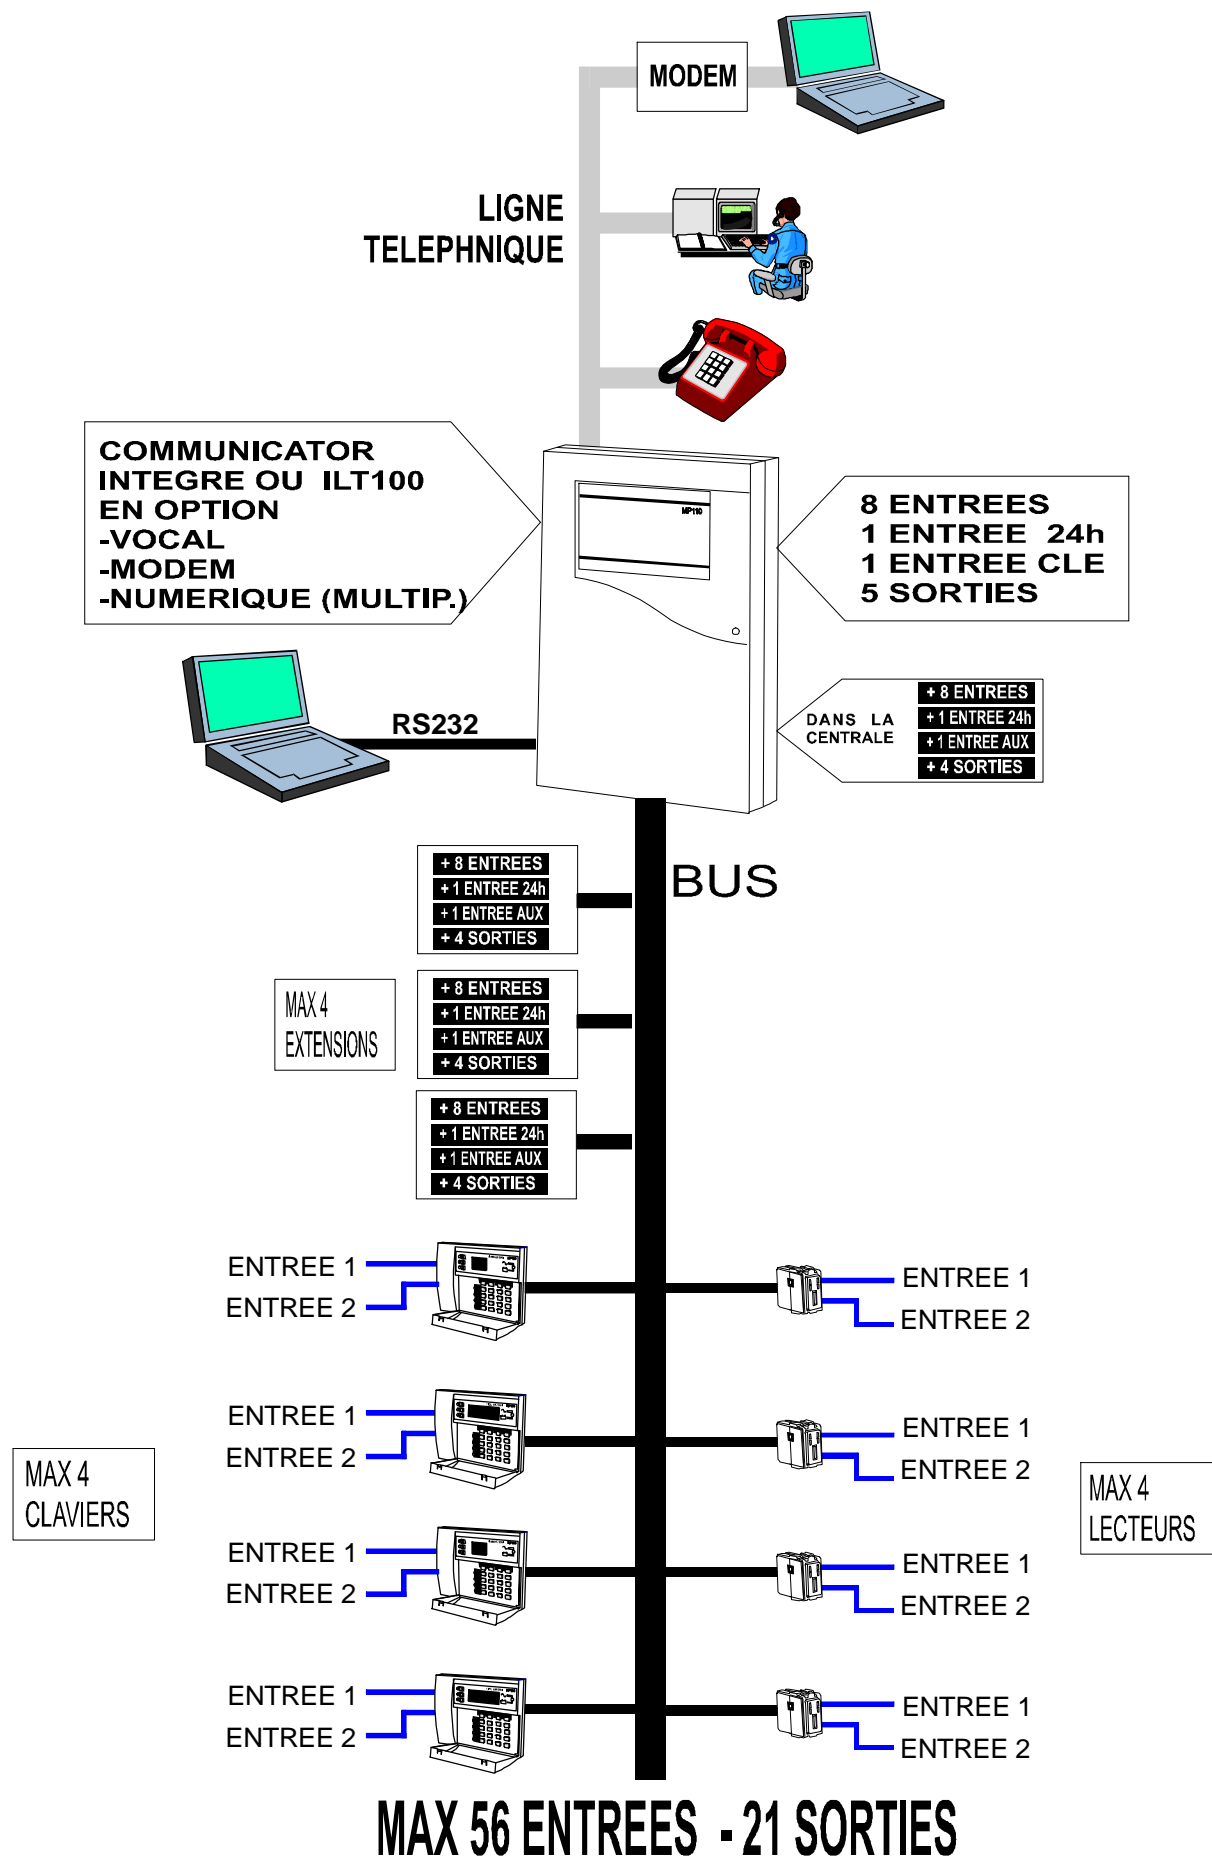 MODEM
LIGNE
TELEPHNIQUE
COMMUNICATOR
INTEGRE OU ILT100
EN OPTION
-VOCAL
-MODEM
-NUMERIQUE (MULTIP.)
MP110
8 ENTREES
1 ENTREE 24h
1 ENTREE CLE
5 SORTIES
RS232
DANS LA
CENTRALE
+ 8 ENTREES
+ 1 ENTREE 24h
+ 1 ENTREE AUX
+ 4 SORTIES
BUS
+ 8 ENTREES
+ 1 ENTREE 24h
+ 1 ENTREE AUX
+ 4 SORTIES
MAX 4
EXTENSIONS
+ 8 ENTREES
+ 1 ENTREE 24h
+ 1 ENTREE AUX
+ 4 SORTIES
+ 8 ENTREES
+ 1 ENTREE 24h
+ 1 ENTREE AUX
+ 4 SORTIES
ENTREE 1
ENTREE 2
ENTREE 1
ENTREE 2
ENTREE 1
ENTREE 2
ENTREE 1
ENTREE 2
MAX 4
CLAVIERS
MAX 4
LECTEURS
ENTREE 1
ENTREE 2
ENTREE 1
ENTREE 2
ENTREE 1
ENTREE 2
ENTREE 1
ENTREE 2
MAX 56 ENTREES - 21 SORTIES